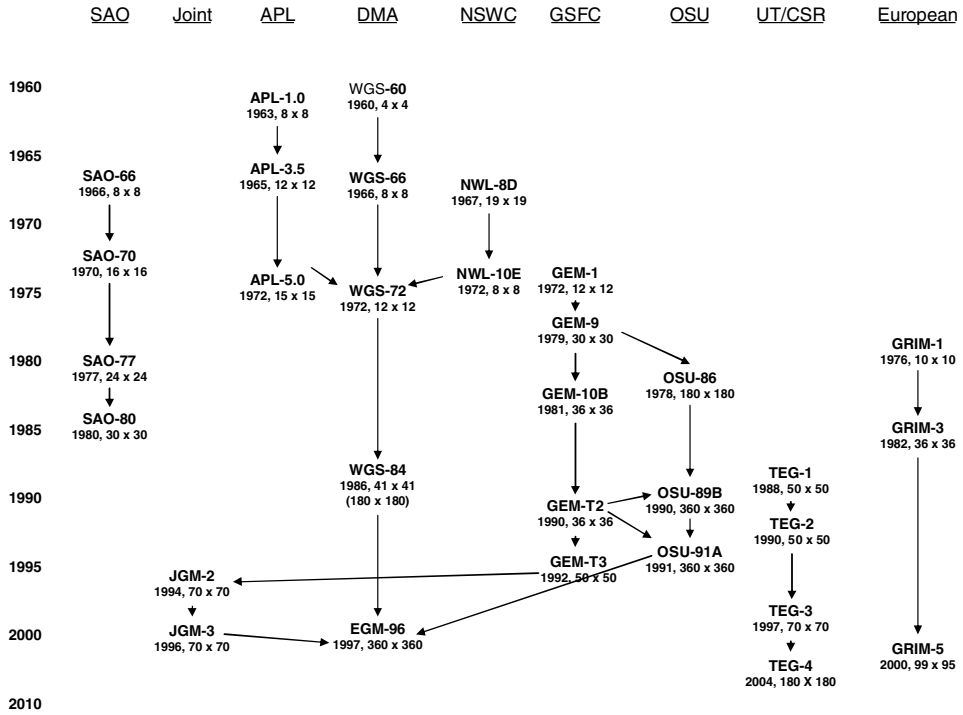 SAO Joint APL DMA NSWC GSFC OSU UT/CSR European
1960
1965
1970
1975
1980
1985
1990
1995
2000
2010
SAO-66
1966, 8 x 8
SAO-70
1970, 16 x 16
SAO-77
1977, 24 x 24
SAO-80
1980, 30 x 30
JGM-2
1994, 70 x 70
JGM-3
1996, 70 x 70
APL-1.0
1963, 8 x 8
APL-3.5
1965, 12 x 12
APL-5.0
1972, 15 x 15
WGS-60
1960, 4 x 4
WGS-66
1966, 8 x 8
WGS-72
1972, 12 x 12
WGS-84
1986, 41 x 41
(180 x 180)
EGM-96
1997, 360 x 360
NWL-8D
1967, 19 x 19
NWL-10E
1972, 8 x 8
GEM-1
1972, 12 x 12
GEM-9
1979, 30 x 30
GEM-10B
1981, 36 x 36
GEM-T2
1990, 36 x 36
GEM-T3
1992, 50 x 50
OSU-86
1978, 180 x 180
OSU-89B
1990, 360 x 360
OSU-91A
1991, 360 x 360
TEG-1
1988, 50 x 50
TEG-2
1990, 50 x 50
TEG-3
1997, 70 x 70
TEG-4
2004, 180 X 180
GRIM-1
1976, 10 x 10
GRIM-3
1982, 36 x 36
GRIM-5
2000, 99 x 95